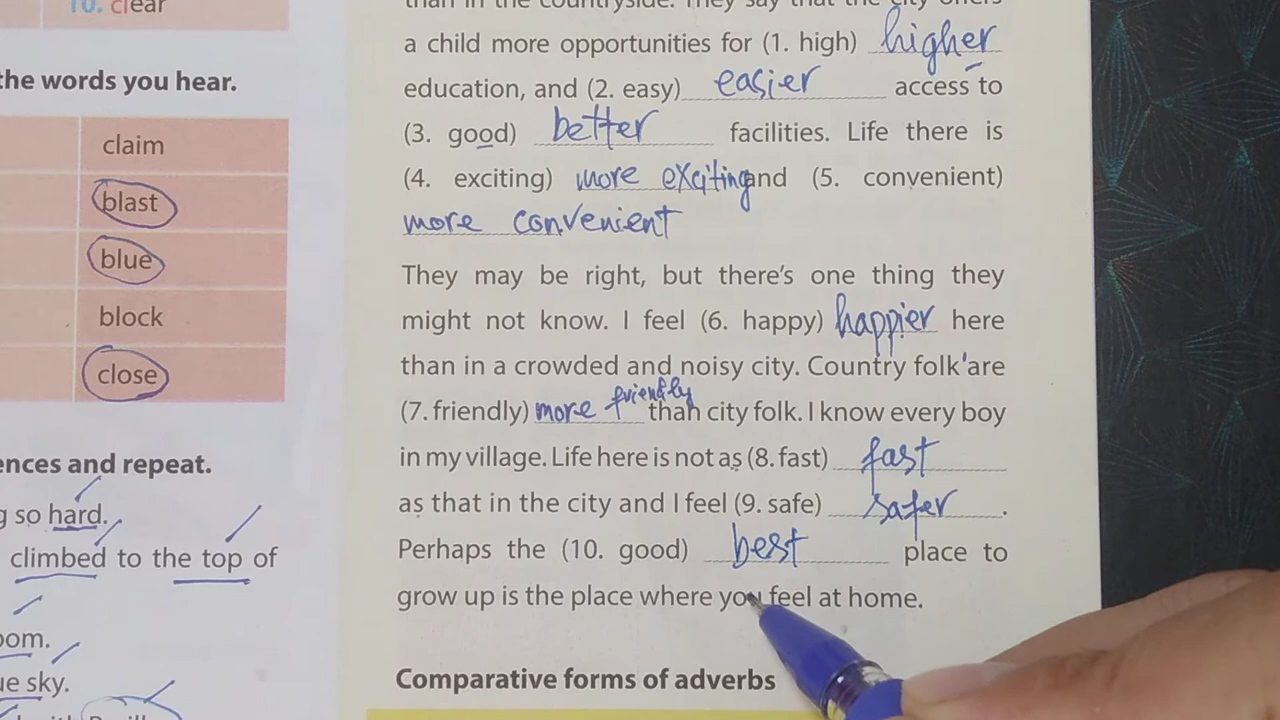 10. clear
the words you hear.
claim
blast
blue
block
close
ences and repeat.
g so hard.
climbed to the top of
oom.
ue sky.
than in the countryside. They say that the city offers
a child more opportunities for (1. high) higher
education, and (2. easy) easier access to
(3. good) better facilities. Life there is
(4. exciting) more exciting and (5. convenient)
more convenient
They may be right, but there's one thing they
might not know. I feel (6. happy) happier here
than in a crowded and noisy city. Country folk are
(7. friendly) more friendly than city folk. I know every boy
in my village. Life here is not as (8. fast) fast
as that in the city and I feel (9. safe) safer.
Perhaps the (10. good) best place to
grow up is the place where you feel at home.
Comparative forms of adverbs